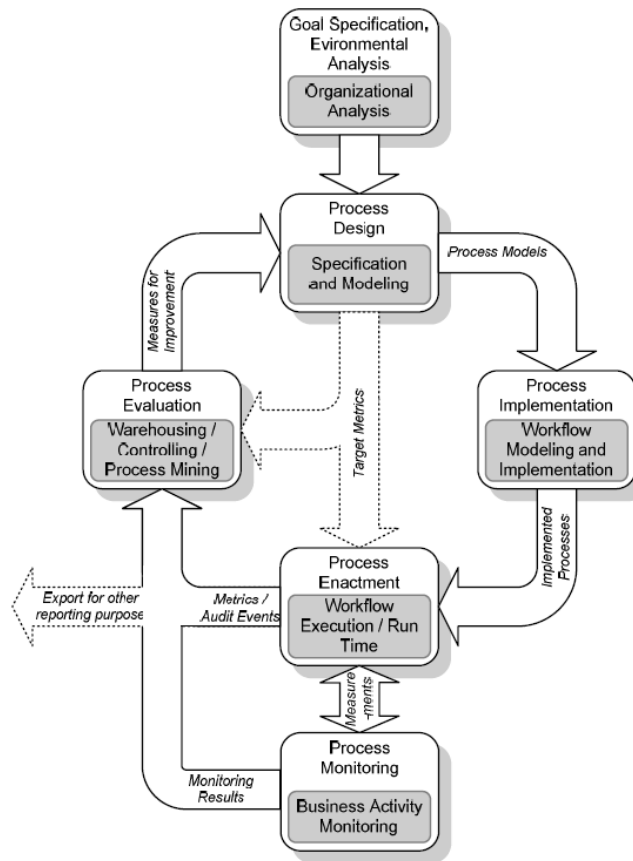 Goal Specification,
Evironmental
Analysis
Organizational
Analysis
Process
Design
Specification
and Modeling
Process Models
Measures for
Improvement
Process
Evaluation
Warehousing /
Controlling /
Process Mining
Target Metrics
Process
Implementation
Workflow
Modeling and
Implementation
Implemented
Processes
Process
Enactment
Workflow
Execution / Run
Time
Export for other
reporting purpose
Metrics /
Audit Events
Measure
-ments
Process
Monitoring
Business Activity
Monitoring
Monitoring
Results